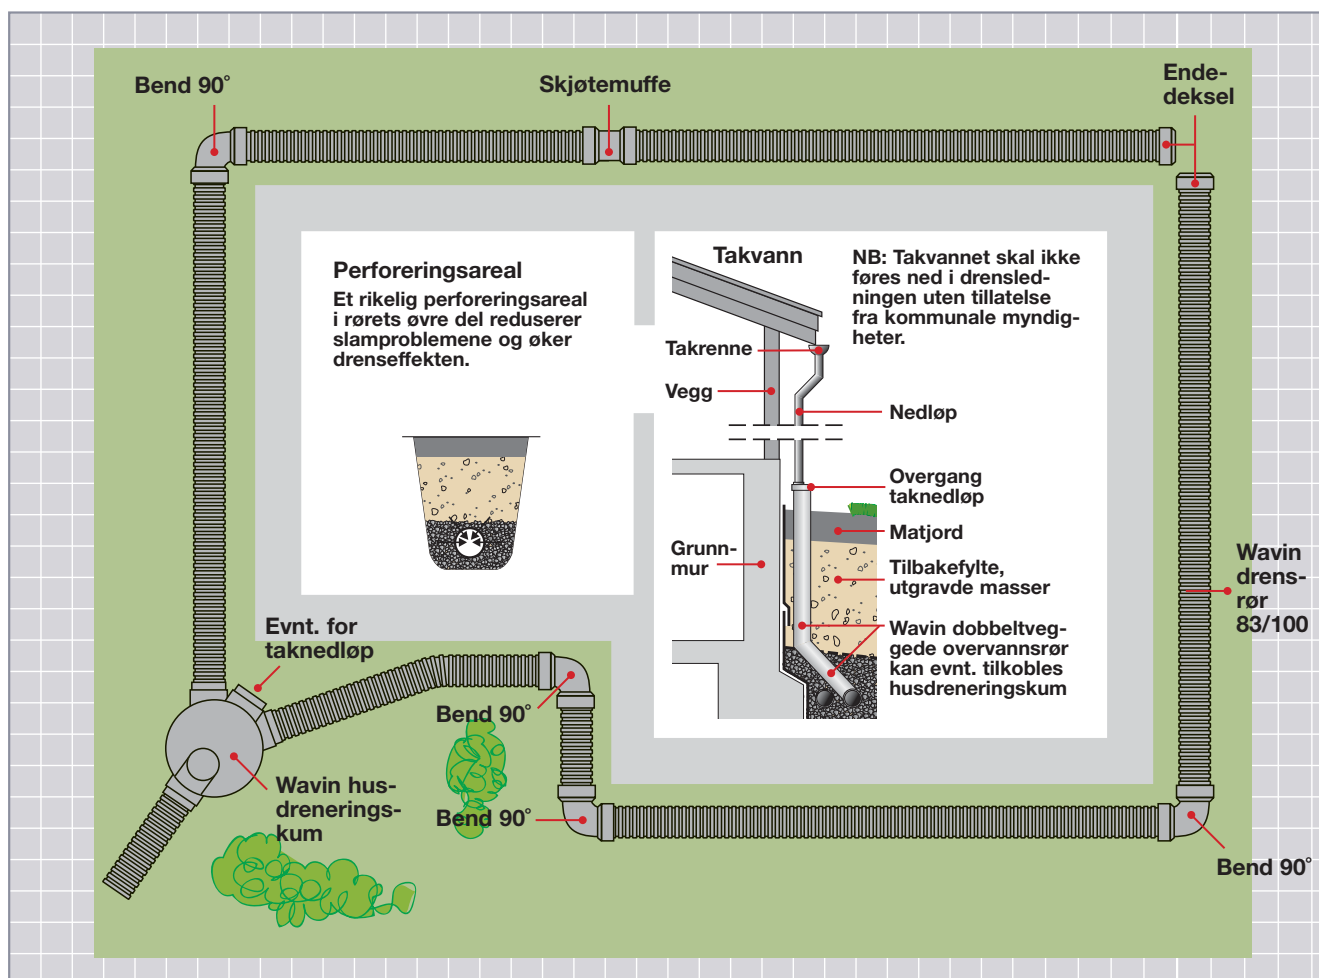 Bend 90°
Skjøtemuffe
Ende-
deksel
Perforeringsareal
Et rikelig perforeringsareal
i rørets øvre del reduserer
slamproblemene og øker
drenseffekten.
Takvann
NB: Takvannet skal ikke
føres ned i drensled-
ningen uten tillatelse
fra kommunale myndig-
heter.
Takrenne
Vegg
Nedløp
Overgang
taknedløp
Matjord
Grunn-
mur
Tilbakefylte,
utgravde masser
Wavin dobbeltveg-
gede overvannsrør
kan evnt. tilkobles
husdreneringskum
Wavin
drens-
rør
83/100
Evnt. for
taknedløp
Bend 90°
Wavin hus-
drenerings-
kum
Bend 90°
Bend 90°